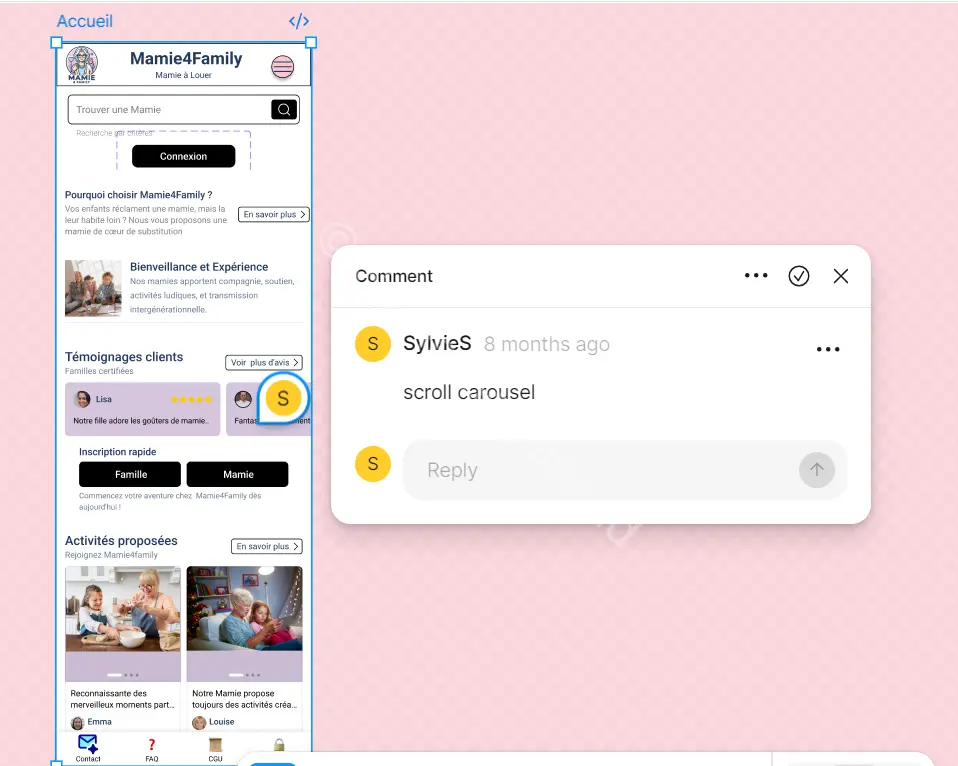 Accueil
</>
MAMIE
Mamie4Family
Mamie à Louer
Trouver une Mamie
Recherche par critères
Connexion
Pourquoi choisir Mamie4Family ?
Vos enfants réclament une mamie, mais la
leur habite loin ? Nous vous proposons une
mamie de cœur de substitution
En savoir plus
Bienveillance et Expérience
Nos mamies apportent compagnie, soutien,
activités ludiques, et transmission
intergénérationnelle.
Témoignages clients
Familles certifiées
Voir plus d'avis
Lisa
Notre fille adore les goûters de mamie..
S
Inscription rapide
Famille
Mamie
Commencez votre aventure chez Mamie4Family dès
aujourd'hui !
Activités proposées
Rejoignez Mamie4family
En savoir plus
Reconnaissante des
merveilleux moments part...
Emma
Notre Mamie propose
toujours des activités créa...
Louise
Contact
?
FAQ
CGU
Comment
S
SylvieS 8 months ago
scroll carousel
S
Reply